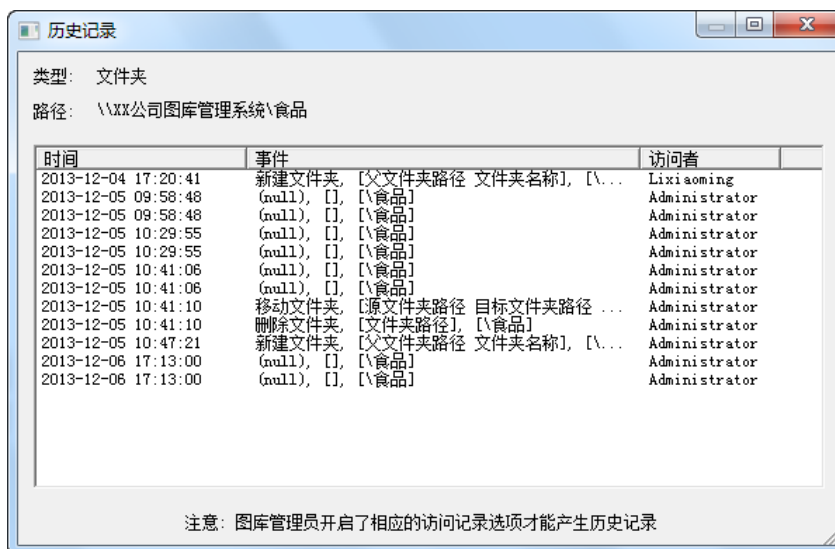 历史记录
类型: 文件夹
路径: \\XX公司图库管理系统\食品
时间 事件 访问者
2013-12-04 17:20:41 新建文件夹, [父文件夹路径 文件夹名称], [\... Lixiaoming
2013-12-05 09:58:48 (null), [], [\食品] Administrator
2013-12-05 09:58:48 (null), [], [\食品] Administrator
2013-12-05 10:29:55 (null), [], [\食品] Administrator
2013-12-05 10:29:55 (null), [], [\食品] Administrator
2013-12-05 10:41:06 (null), [], [\食品] Administrator
2013-12-05 10:41:06 (null), [], [\食品] Administrator
2013-12-05 10:41:10 移动文件夹, [源文件夹路径 目标文件夹路径 ... Administrator
2013-12-05 10:41:10 删除文件夹, [文件夹路径], [\食品] Administrator
2013-12-05 10:47:21 新建文件夹, [父文件夹路径 文件夹名称], [\... Administrator
2013-12-06 17:13:00 (null), [], [\食品] Administrator
2013-12-06 17:13:00 (null), [], [\食品] Administrator
注意: 图库管理员开启了相应的访问记录选项才能产生历史记录